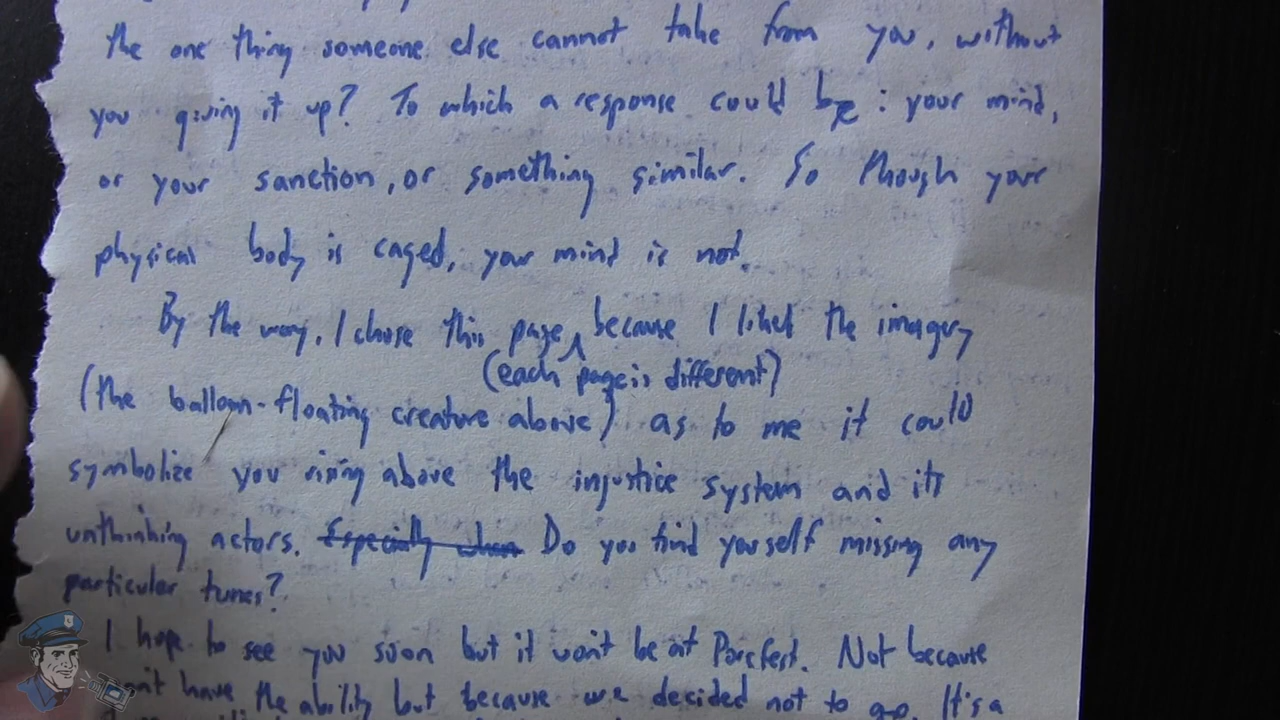 the one thing someone else cannot take from you, without
you giving it up? To which a response could be : your mind,
or your sanction, or something similar. So though your
physical body is caged, your mind is not.
By the way, I chose this page ^ because I liked the imagery
(each page is different)
(the balloon-floating creature above) as to me it could
symbolize you rising above the injustice system and its
unthinking actors. Especially when Do you find yourself missing any
particular tunes?
I hope to see you soon but it won't be at Porcfest. Not because
have the ability but because we decided not to go. It's a